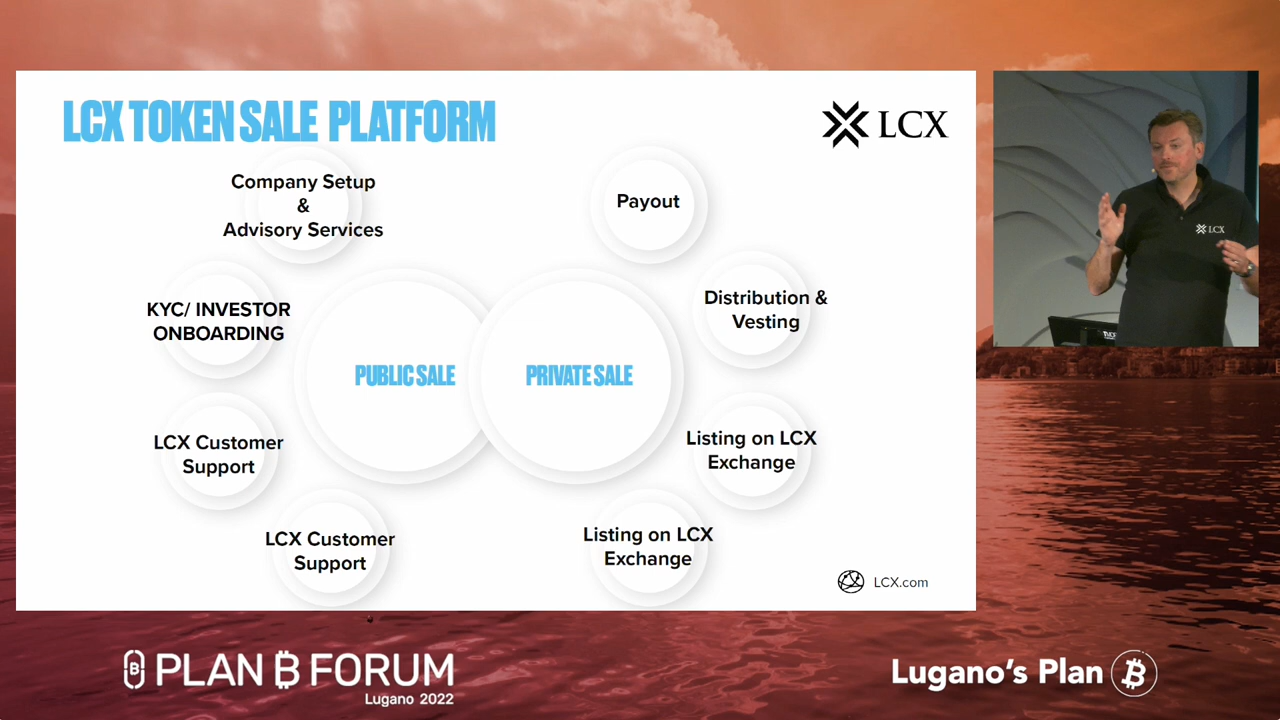 LCX TOKEN SALE PLATFORM
LCX
Company Setup
&
Advisory Services
Payout
KYC/ INVESTOR
ONBOARDING
Distribution &
Vesting
PUBLIC SALE
PRIVATE SALE
LCX Customer
Support
Listing on LCX
Exchange
LCX Customer
Support
Listing on LCX
Exchange
LCX.com
LCX
PLAN B FORUM
Lugano 2022
Lugano's Plan B